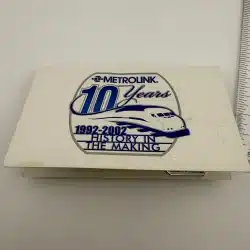 METROLINK.
10 Years
1992-2002
HISTORY IN
THE MAKING